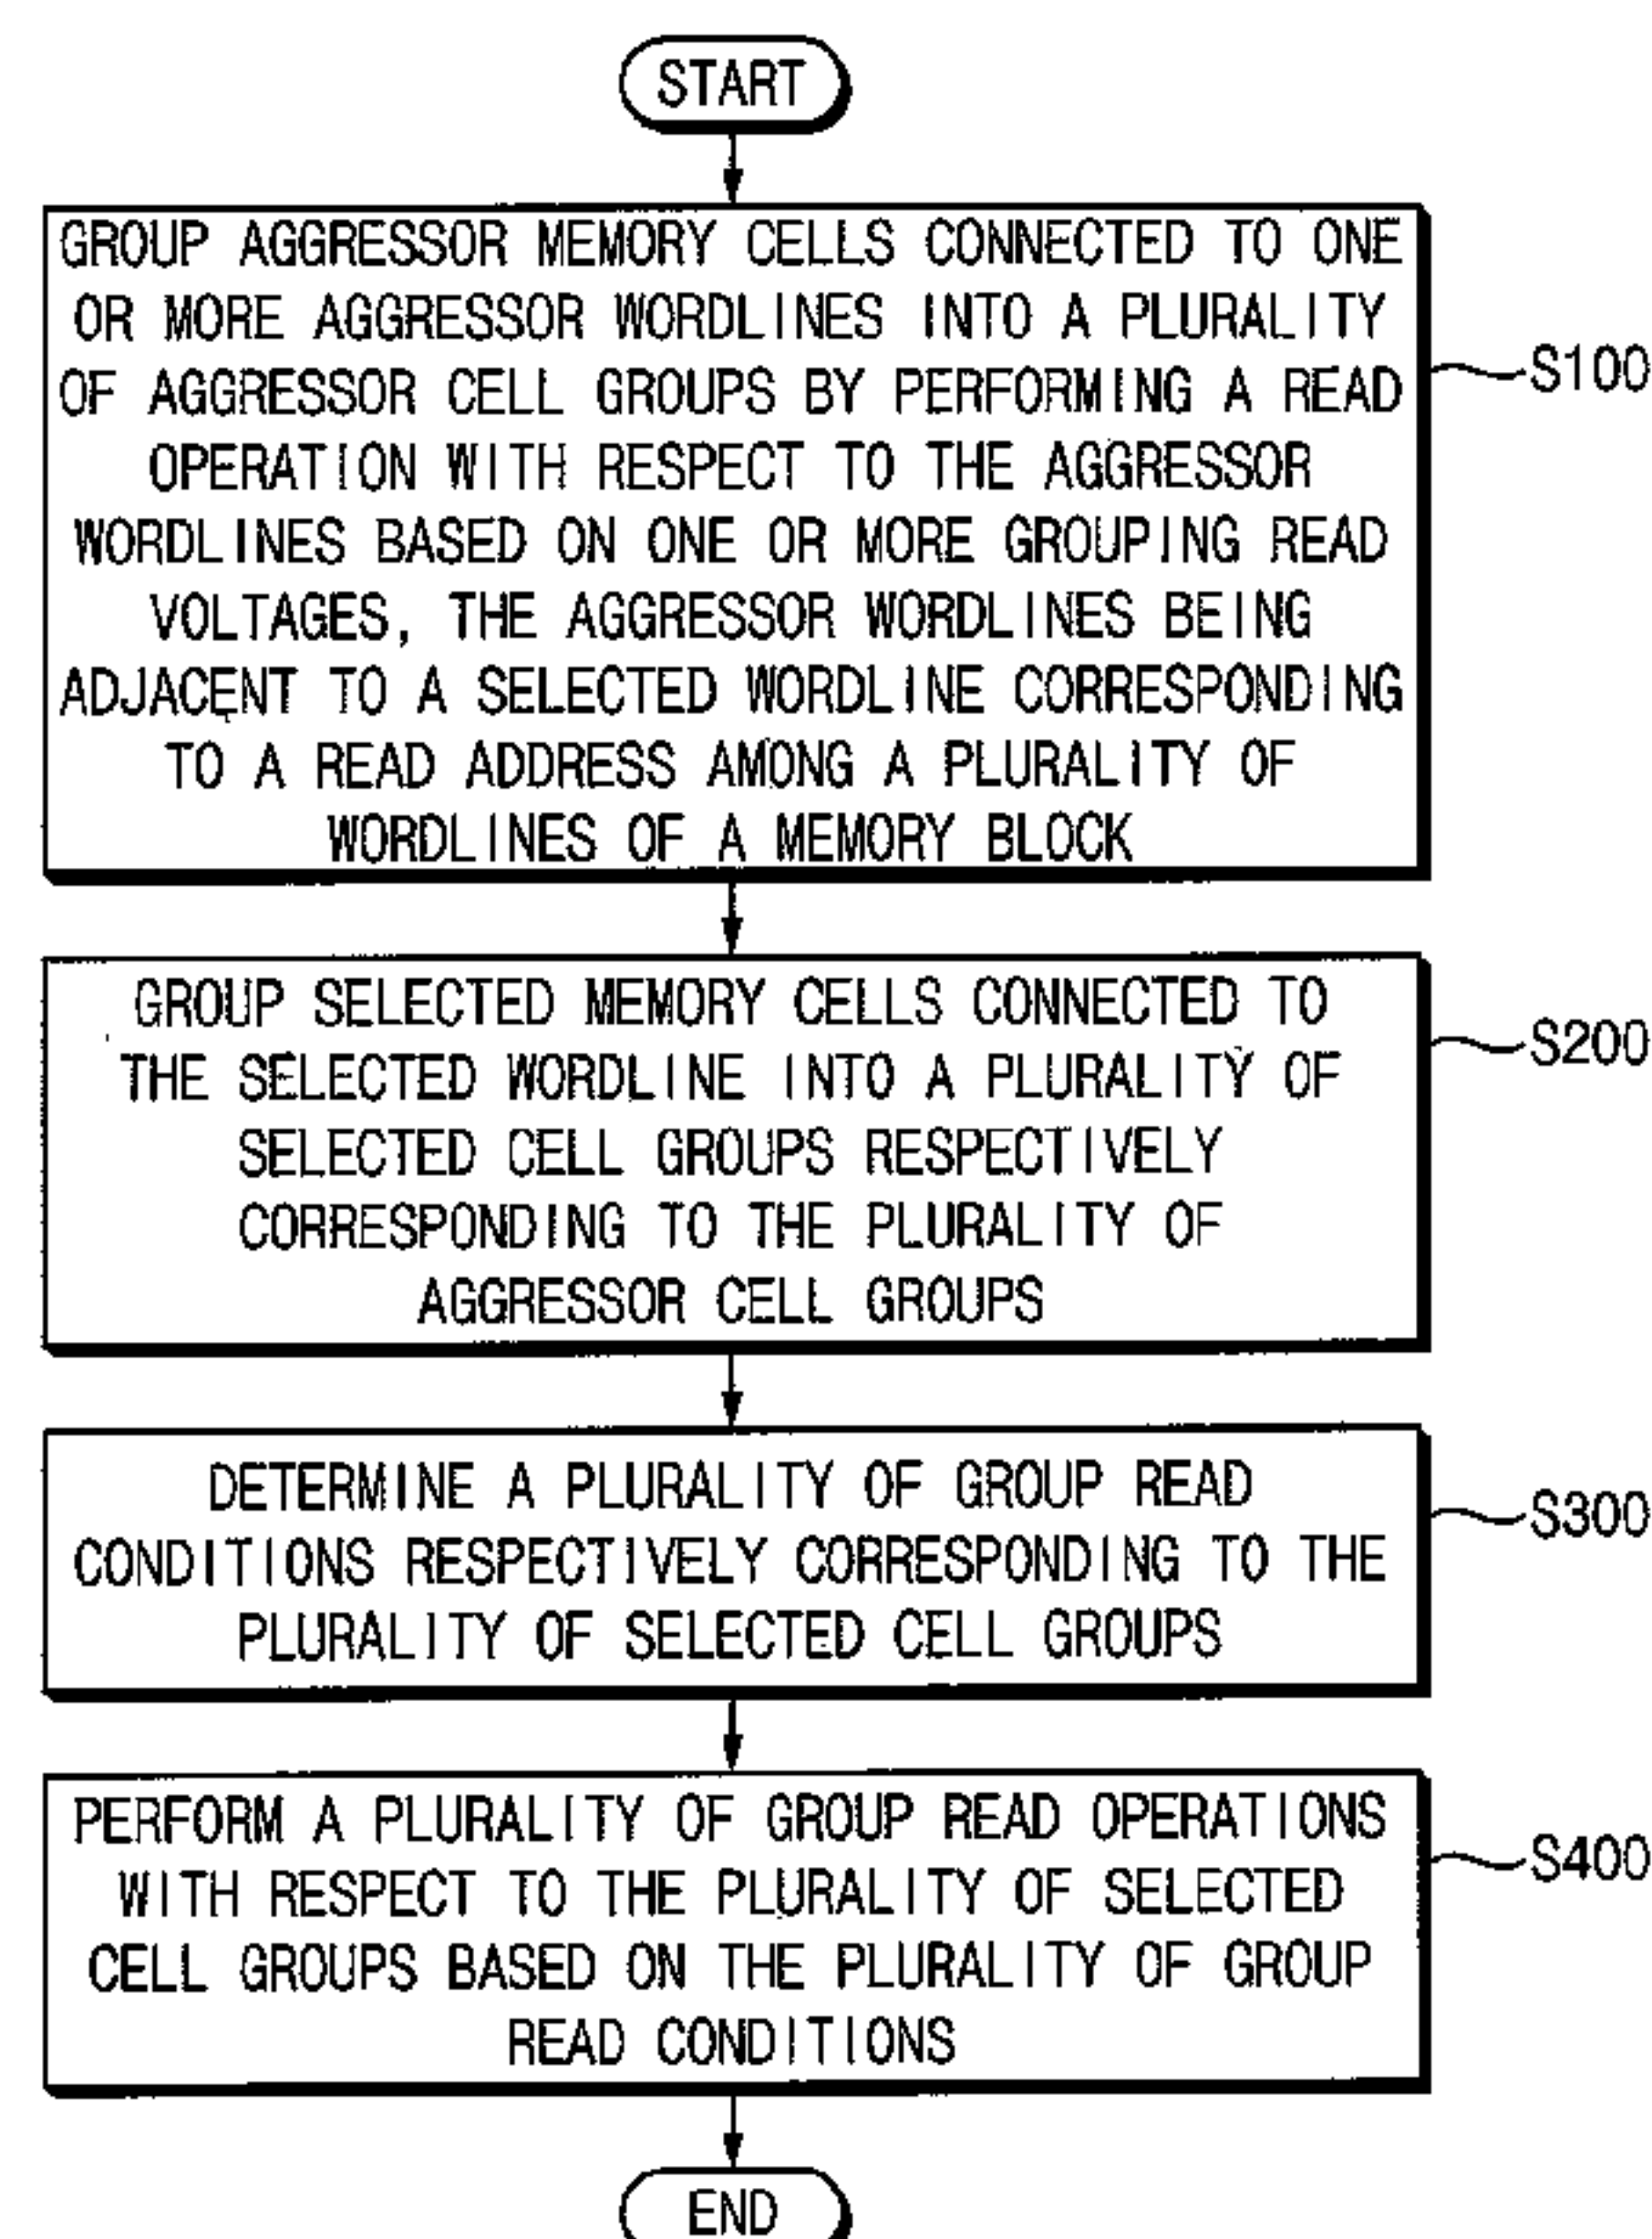 START
GROUP AGGRESSOR MEMORY CELLS CONNECTED TO ONE
OR MORE AGGRESSOR WORDLINES INTO A PLURALITY
OF AGGRESSOR CELL GROUPS BY PERFORMING A READ
OPERATION WITH RESPECT TO THE AGGRESSOR
WORDLINES BASED ON ONE OR MORE GROUPING READ
VOLTAGES, THE AGGRESSOR WORDLINES BEING
ADJACENT TO A SELECTED WORDLINE CORRESPONDING
TO A READ ADDRESS AMONG A PLURALITY OF
WORDLINES OF A MEMORY BLOCK
S100
GROUP SELECTED MEMORY CELLS CONNECTED TO
THE SELECTED WORDLINE INTO A PLURALITY OF
SELECTED CELL GROUPS RESPECTIVELY
CORRESPONDING TO THE PLURALITY OF
AGGRESSOR CELL GROUPS
S200
DETERMINE A PLURALITY OF GROUP READ
CONDITIONS RESPECTIVELY CORRESPONDING TO THE
PLURALITY OF SELECTED CELL GROUPS
S300
PERFORM A PLURALITY OF GROUP READ OPERATIONS
WITH RESPECT TO THE PLURALITY OF SELECTED
CELL GROUPS BASED ON THE PLURALITY OF GROUP
READ CONDITIONS
S400
END